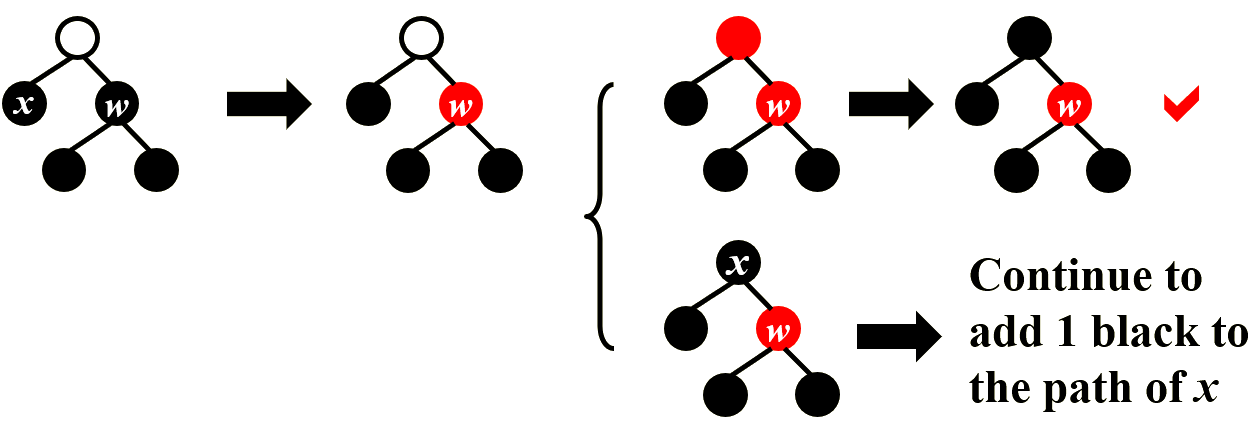 x
w
w
w
w
x
w
Continue to
add 1 black to
the path of x